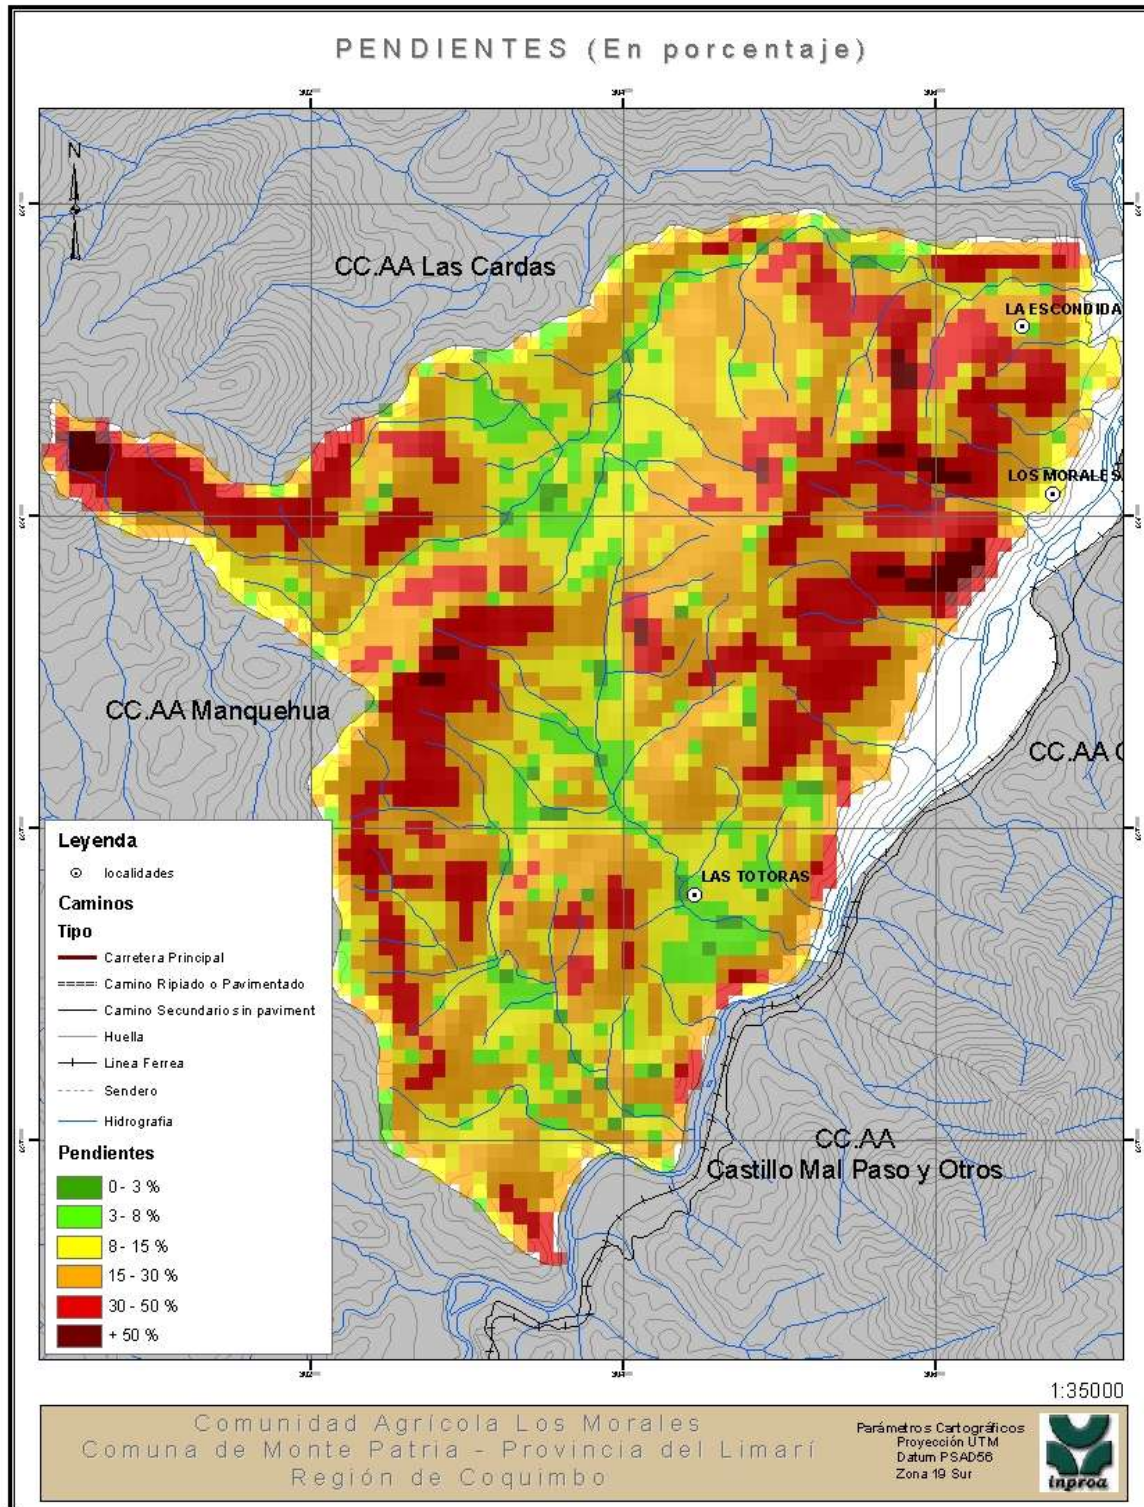 PENDIENTES (En porcentaje)
N
CC.AA Las Cardas
LA ESCONDIDA
LOS MORALES
CC.AA Manquehua
CC.AA
LAS TOTORAS
CC.AA
Castillo Mal Paso y Otros
Leyenda
localidades
Caminos
Tipo
Carretera Principal
Camino Ripiado o Pavimentado
Camino Secundario sin paviment
Huella
Linea Ferrea
Sendero
Hidrografia
Pendientes
0 - 3 %
3 - 8 %
8 - 15 %
15 - 30 %
30 - 50 %
+ 50 %
1:35000
Comunidad Agrícola Los Morales
Comuna de Monte Patria - Provincia del Limarí
Región de Coquimbo
Parámetros Cartográficos
Proyección UTM
Datum PSAD56
Zona 19 Sur
inproa